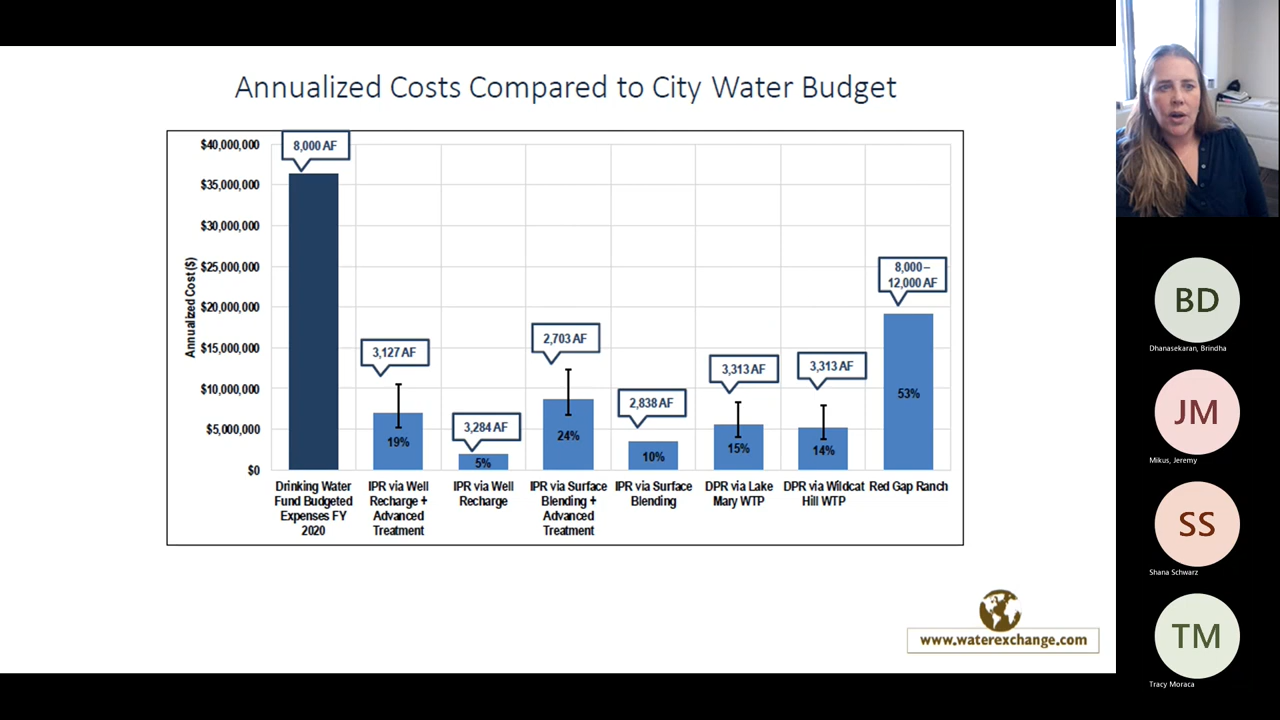 Annualized Costs Compared to City Water Budget
$40,000,000
$35,000,000
$30,000,000
$25,000,000
$20,000,000
$15,000,000
$10,000,000
$5,000,000
$0
Annualized Cost ($)
8,000 AF
3,127 AF
19%
3,284 AF
5%
2,703 AF
24%
2,838 AF
10%
3,313 AF
15%
3,313 AF
14%
8,000 –
12,000 AF
53%
Drinking Water
Fund Budgeted
Expenses FY
2020
IPR via Well
Recharge +
Advanced
Treatment
IPR via Well
Recharge
IPR via Surface
Blending +
Advanced
Treatment
IPR via Surface
Blending
DPR via Lake
Mary WTP
DPR via Wildcat
Hill WTP
Red Gap Ranch
www.waterexchange.com
BD
Dhanasekaran, Brindha
JM
Mikus, Jeremy
SS
Shana Schwarz
TM
Tracy Moraca